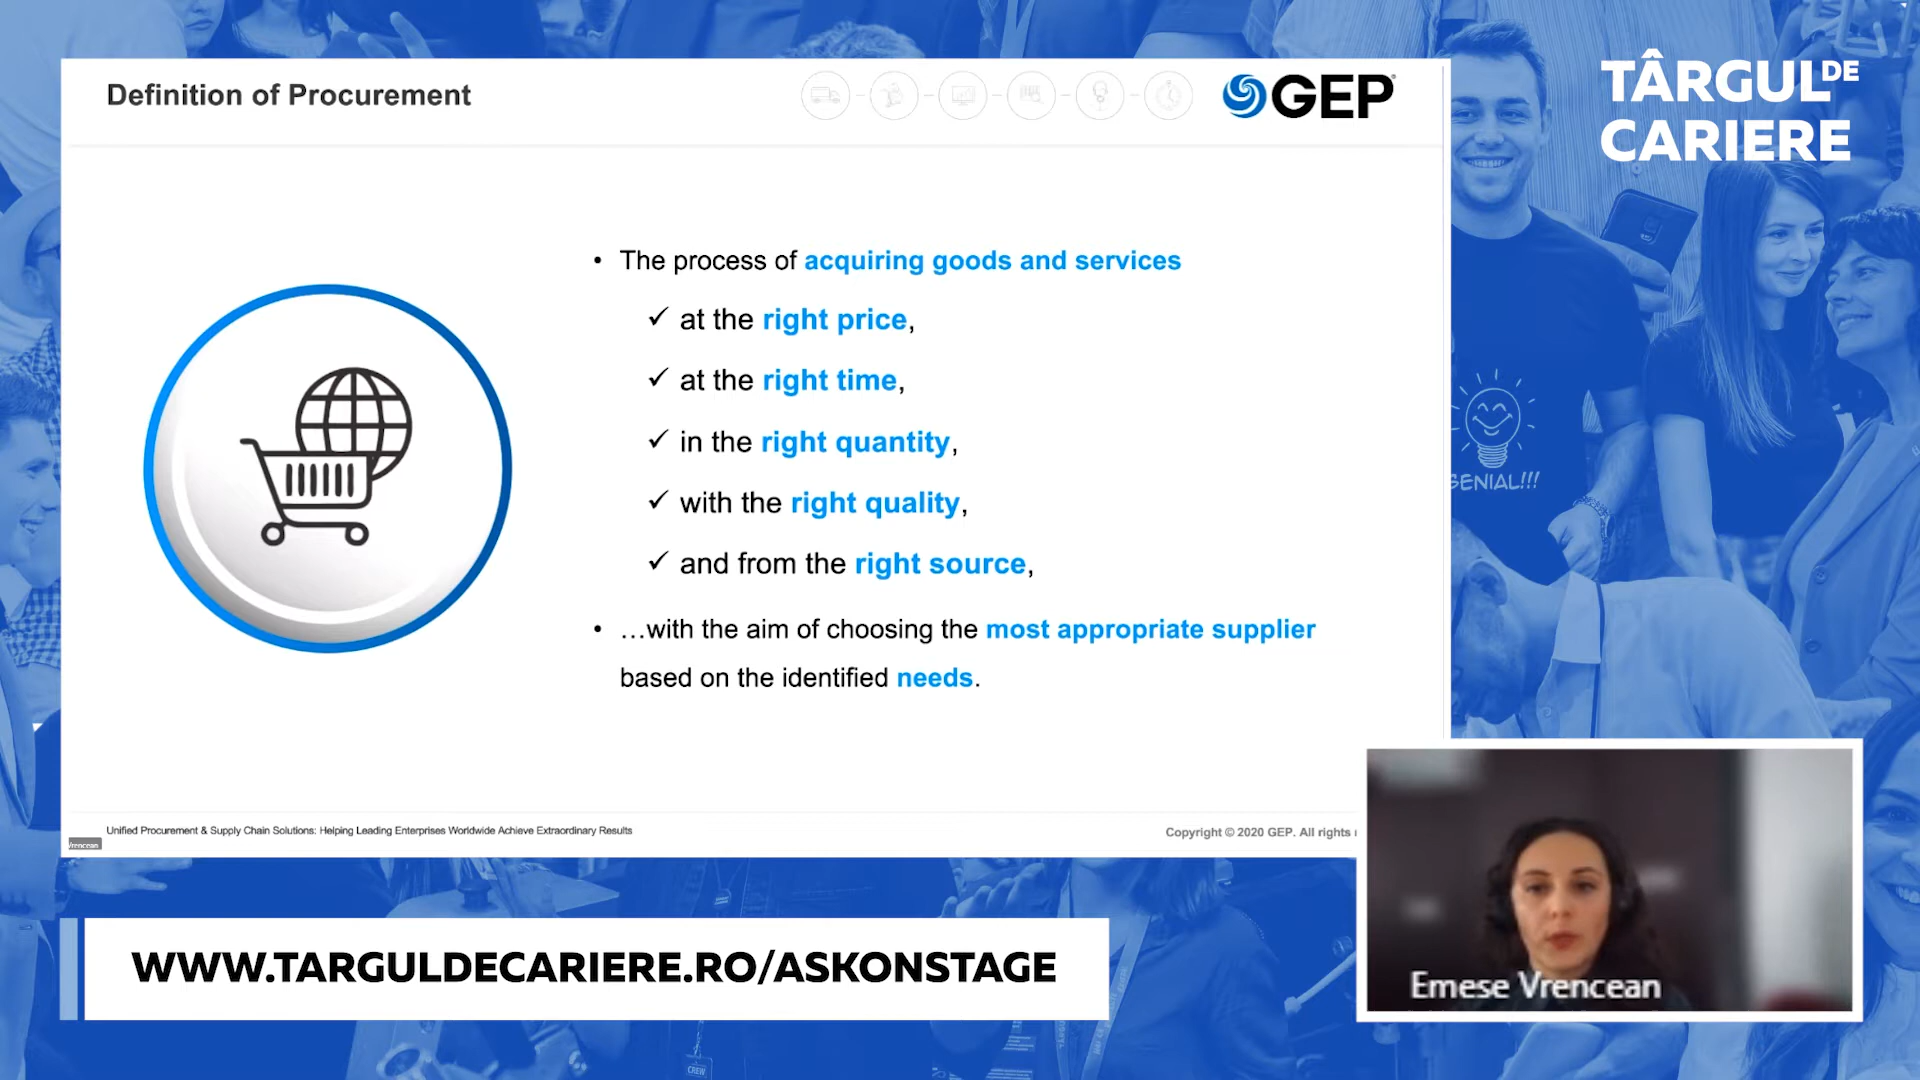 Definition of Procurement
GEP
TÂRGUL DE
CARIERE
• The process of acquiring goods and services
✓ at the right price,
✓ at the right time,
✓ in the right quantity,
✓ with the right quality,
✓ and from the right source,
• …with the aim of choosing the most appropriate supplier
based on the identified needs.
GENIAL!!!
Unified Procurement & Supply Chain Solutions: Helping Leading Enterprises Worldwide Achieve Extraordinary Results
Copyright © 2020 GEP. All rights
Vrencean
WWW.TARGULDECARIERE.RO/ASKONSTAGE
Emese Vrencean
CREW